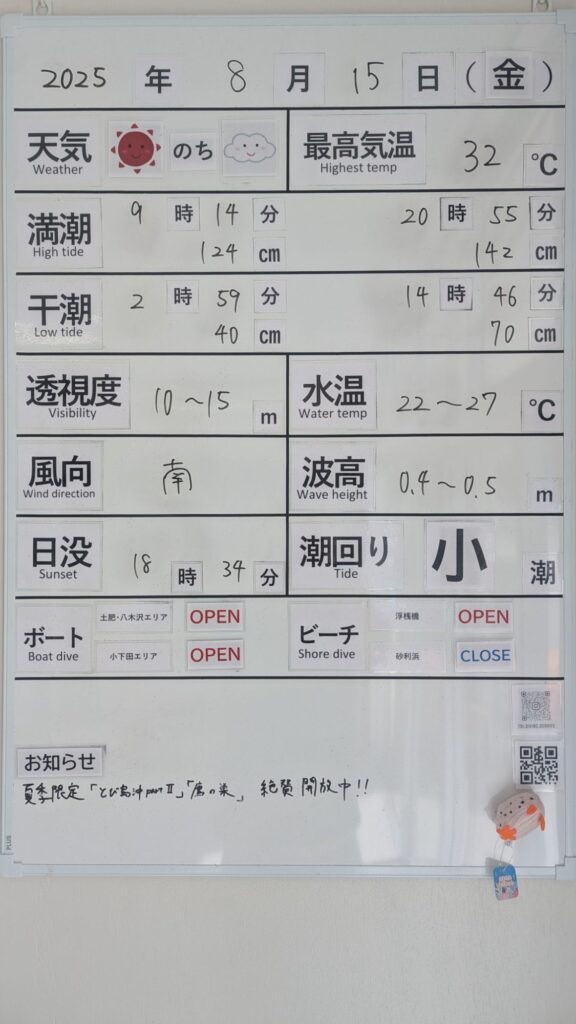 2025 年 8 月 15 日 (金)
天気 のち
Weather
最高気温 32 ℃
Highest temp
満潮 9 時 14 分 20 時 55 分
High tide 124 cm 142 cm
干潮 2 時 59 分 14 時 46 分
Low tide 40 cm 70 cm
透視度 10〜15 m
Visibility
水温 22〜27 ℃
Water temp
風向 南
Wind direction
波高 0.4〜0.5 m
Wave height
日没 18 時 34 分
Sunset
潮回り 小 潮
Tide
ボート 土肥・八木沢エリア OPEN
Boat dive 小下田エリア OPEN
ビーチ 浮桟橋 OPEN
Shore dive 砂利浜 CLOSE
お知らせ
夏季限定「とび島沖partⅡ」「の巣」絶賛開放中!!
PLUS